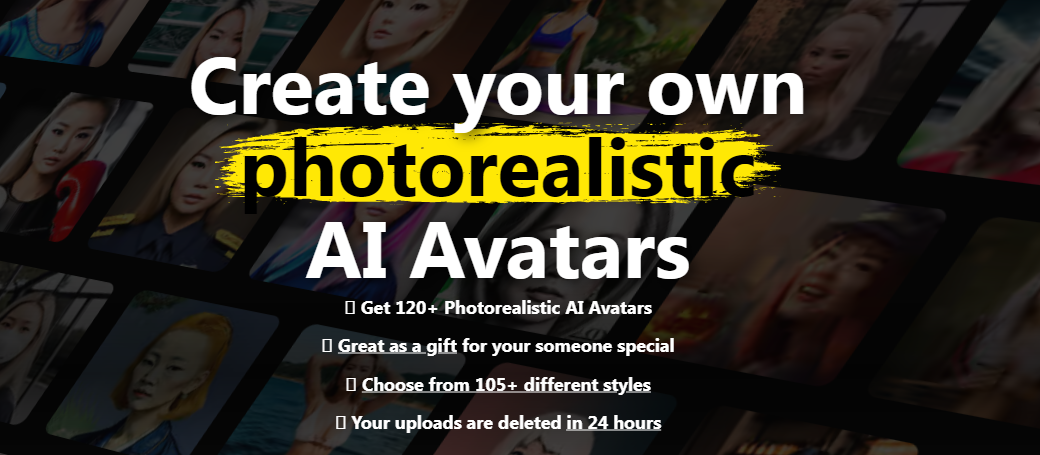 Create your own
photorealistic
AI Avatars
▯ Get 120+ Photorealistic AI Avatars
▯ Great as a gift for your someone special
▯ Choose from 105+ different styles
▯ Your uploads are deleted in 24 hours